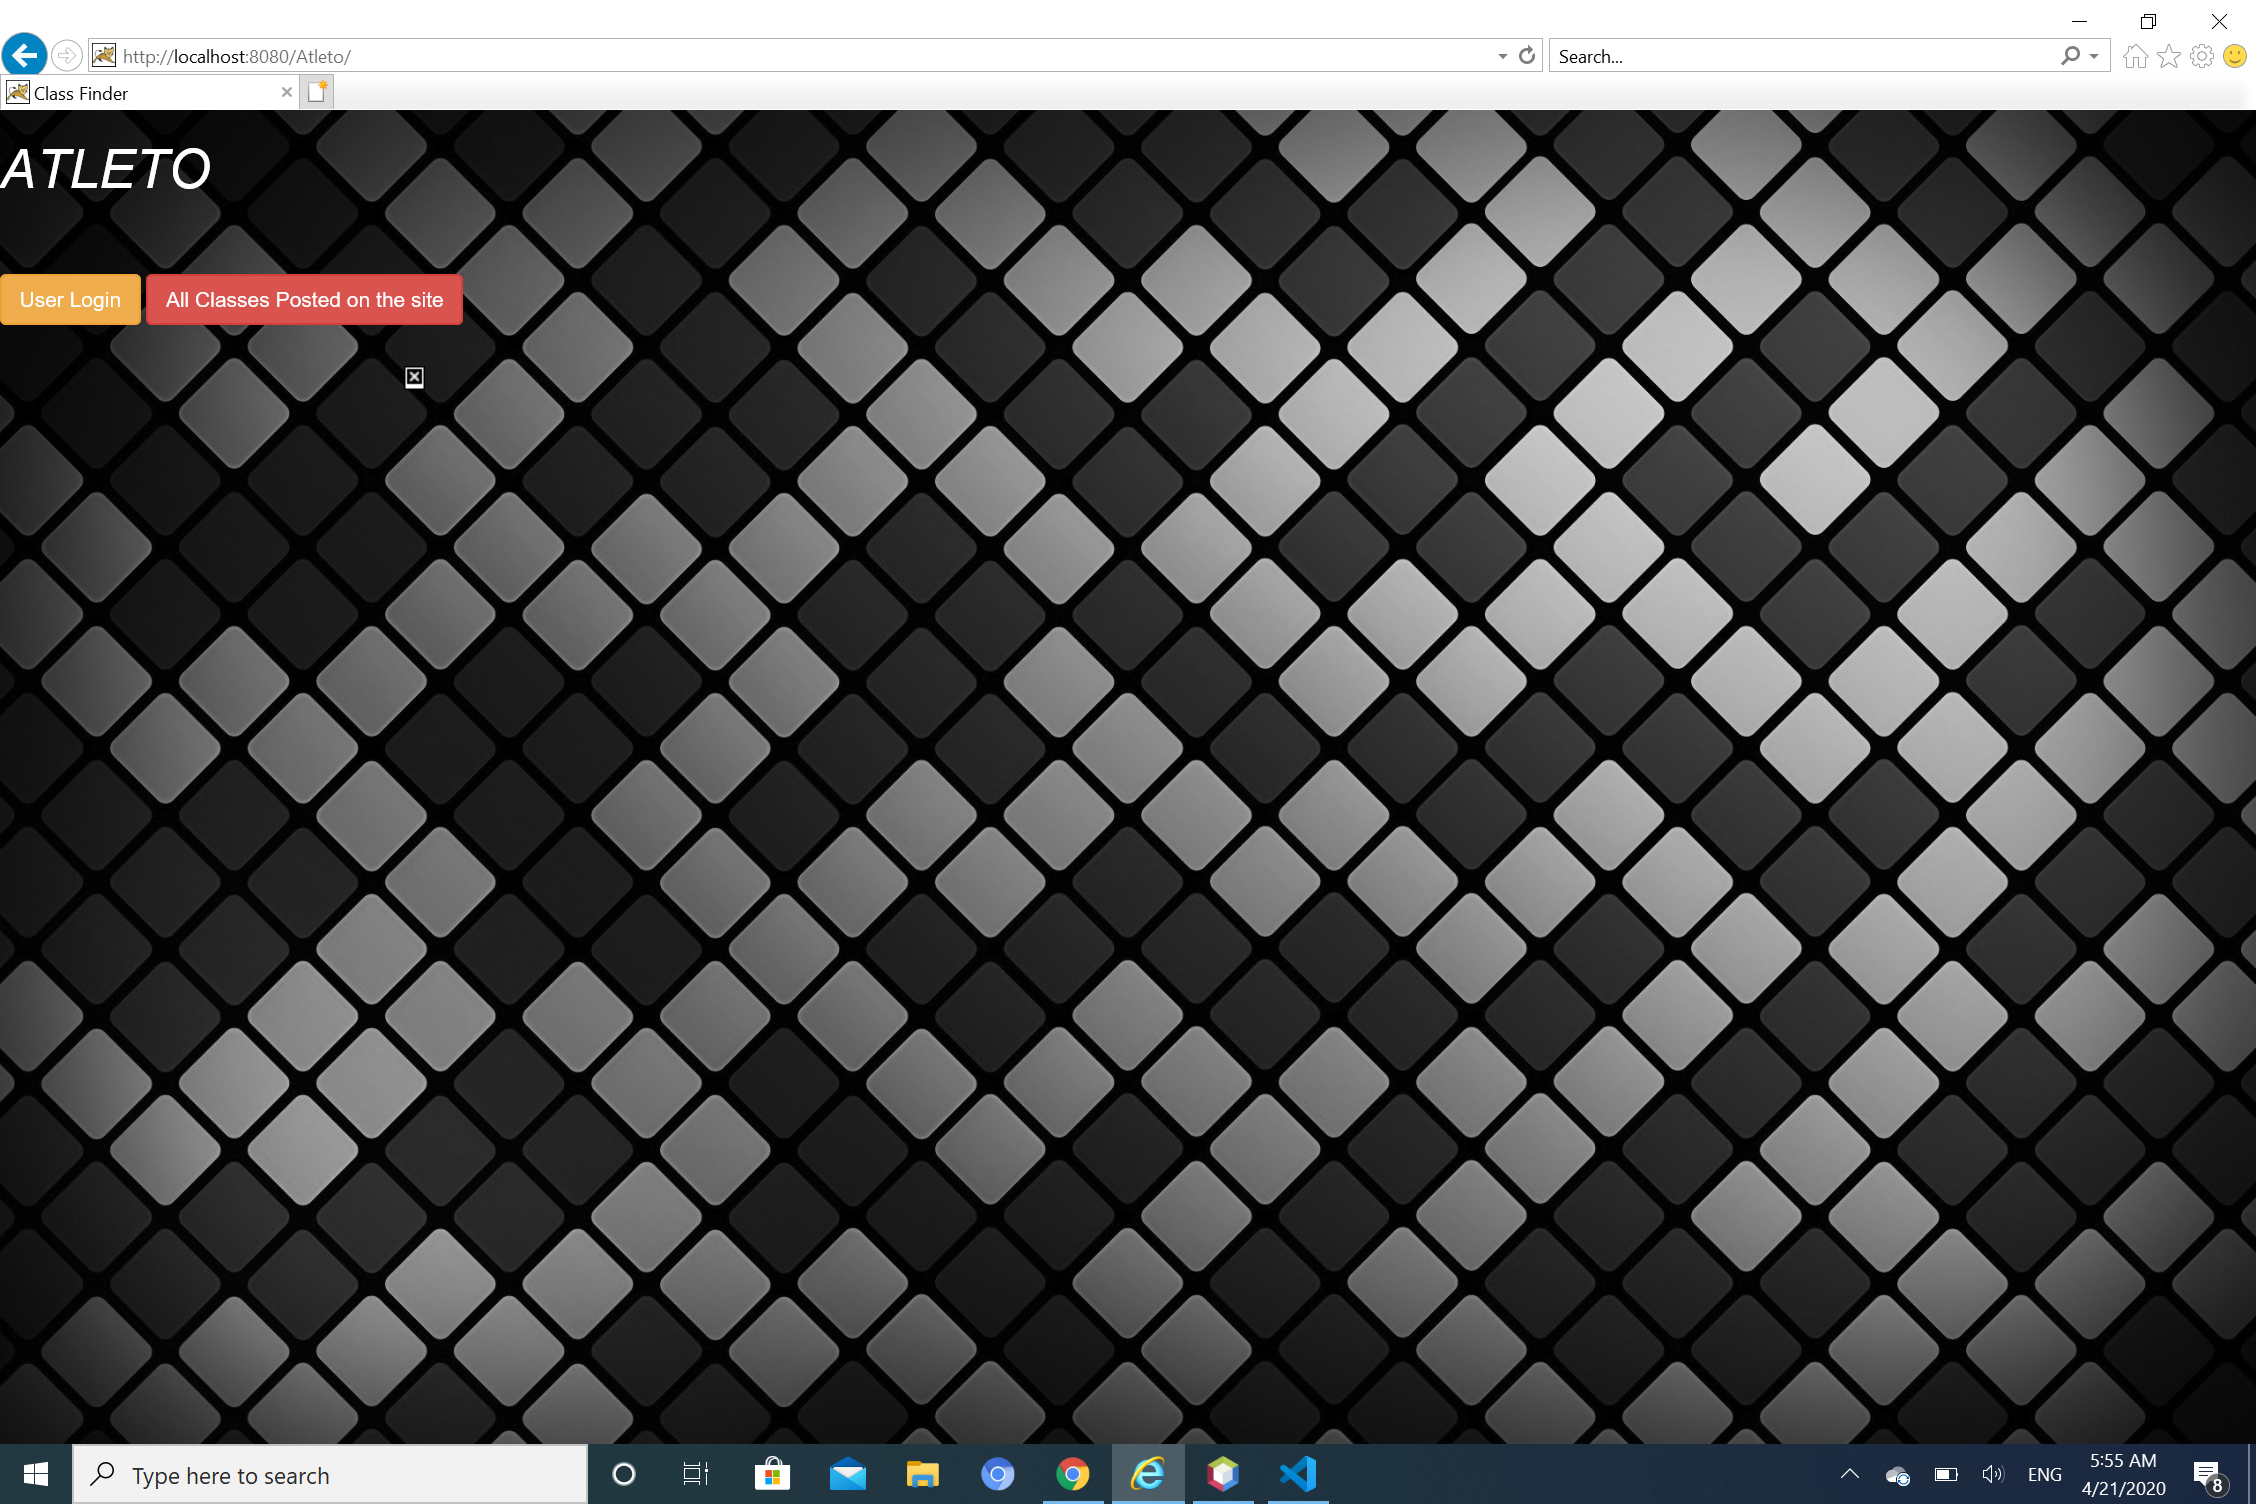 http://localhost:8080/Atleto/
Search...
Class Finder
ATLETO
User Login
All Classes Posted on the site
Type here to search
ENG
5:55 AM
4/21/2020
8